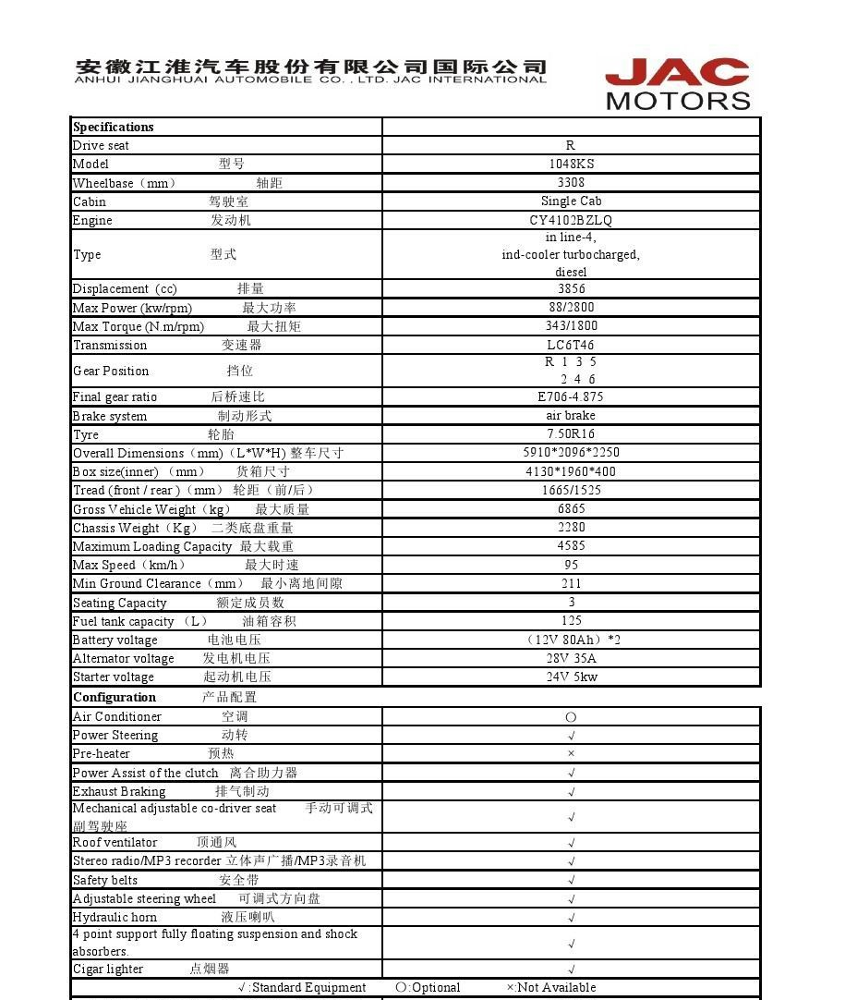 安徽江淮汽车股份有限公司国际公司
ANHUI JIANGHUAI AUTOMOBILE CO., LTD. JAC INTERNATIONAL
JAC
MOTORS
Specifications
Drive seat R
Model 型号 1048KS
Wheelbase（mm） 轴距 3308
Cabin 驾驶室 Single Cab
Engine 发动机 CY4102BZLQ
Type 型式 in line-4,
ind-cooler turbocharged,
diesel
Displacement (cc) 排量 3856
Max Power (kw/rpm) 最大功率 88/2800
Max Torque (N.m/rpm) 最大扭矩 343/1800
Transmission 变速器 LC6T46
Gear Position 挡位 R 1 3 5
2 4 6
Final gear ratio 后桥速比 E706-4.875
Brake system 制动形式 air brake
Tyre 轮胎 7.50R16
Overall Dimensions（mm)（L*W*H) 整车尺寸 5910*2096*2250
Box size(inner) （mm） 货箱尺寸 4130*1960*400
Tread (front / rear )（mm） 轮距（前/后） 1665/1525
Gross Vehicle Weight（kg） 最大质量 6865
Chassis Weight（Kg） 二类底盘重量 2280
Maximum Loading Capacity 最大载重 4585
Max Speed（km/h） 最大时速 95
Min Ground Clearance（mm） 最小离地间隙 211
Seating Capacity 额定成员数 3
Fuel tank capacity （L） 油箱容积 125
Battery voltage 电池电压 （12V 80Ah）*2
Alternator voltage 发电机电压 28V 35A
Starter voltage 起动机电压 24V 5kw
Configuration 产品配置
Air Conditioner 空调 ○
Power Steering 动转 √
Pre-heater 预热 ×
Power Assist of the clutch 离合助力器 √
Exhaust Braking 排气制动 √
Mechanical adjustable co-driver seat 手动可调式
副驾驶座 √
Roof ventilator 顶通风 √
Stereo radio/MP3 recorder 立体声广播/MP3录音机 √
Safety belts 安全带 √
Adjustable steering wheel 可调式方向盘 √
Hydraulic horn 液压喇叭 √
4 point support fully floating suspension and shock
absorbers. √
Cigar lighter 点烟器 √
√:Standard Equipment ○:Optional ×:Not Available